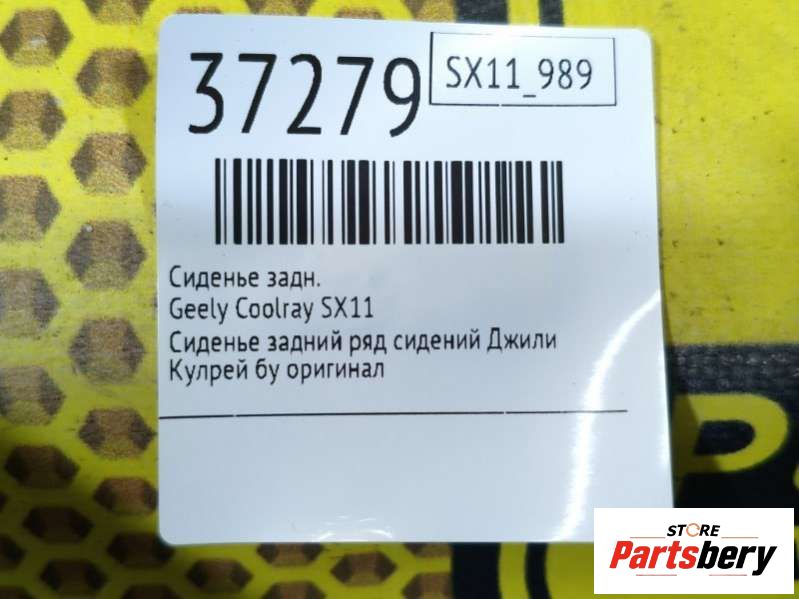 37279
SX11_989
Сиденье задн.
Geely Coolray SX11
Сиденье задний ряд сидений Джили
Кулрей бу оригинал
STORE
Partsbery